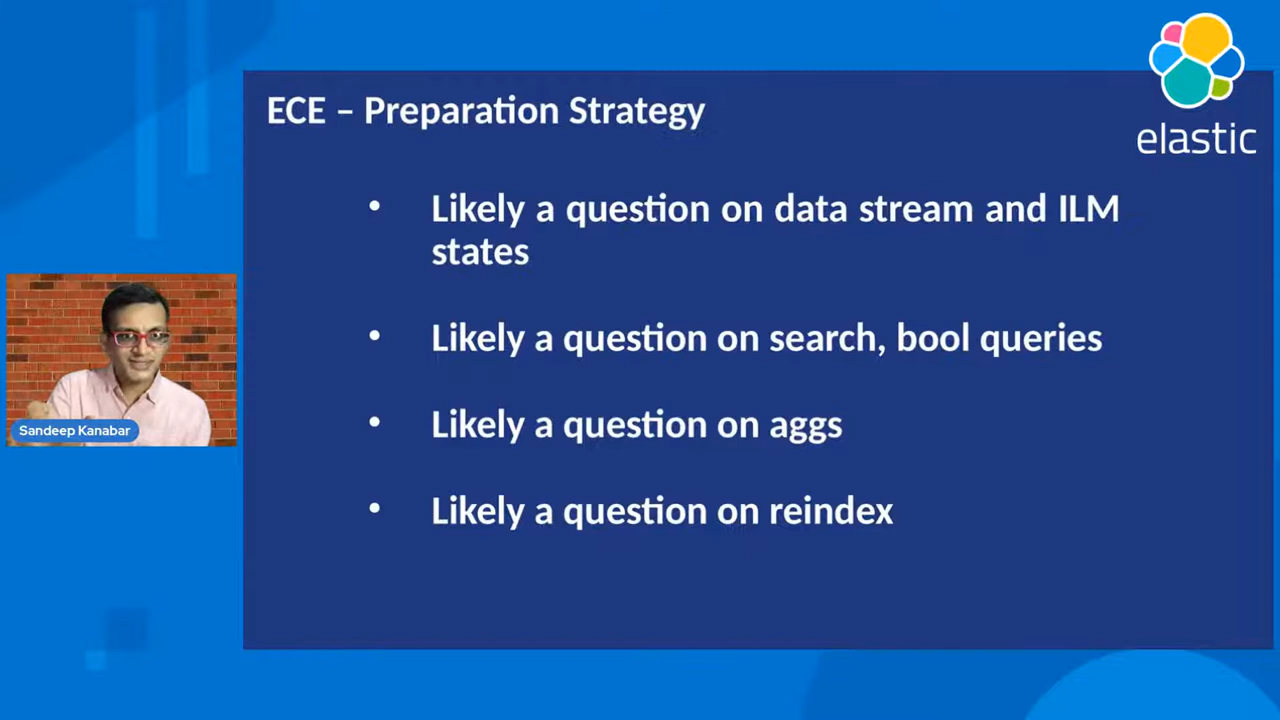 elastic
ECE – Preparation Strategy
• Likely a question on data stream and ILM
states
• Likely a question on search, bool queries
• Likely a question on aggs
• Likely a question on reindex
Sandeep Kanabar